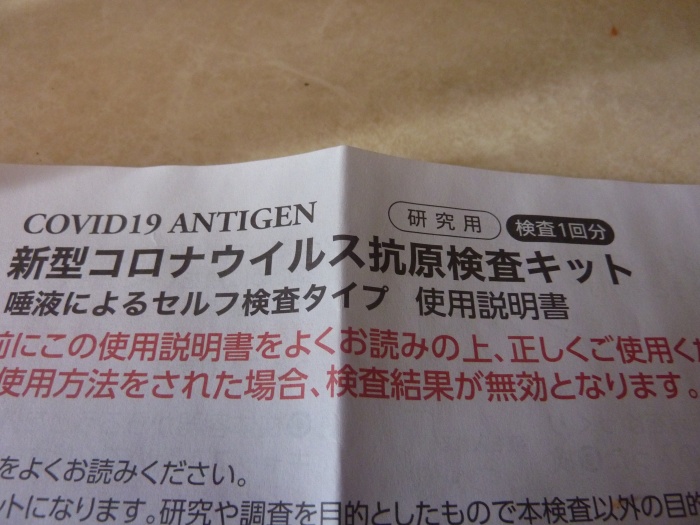 COVID19 ANTIGEN 研究用 検査1回分
新型コロナウイルス抗原検査キット
唾液によるセルフ検査タイプ 使用説明書
前にこの使用説明書をよくお読みの上、正しくご使用くだ
使用方法をされた場合、検査結果が無効となります。
をよくお読みください。
ットになります。研究や調査を目的としたもので本検査以外の目的